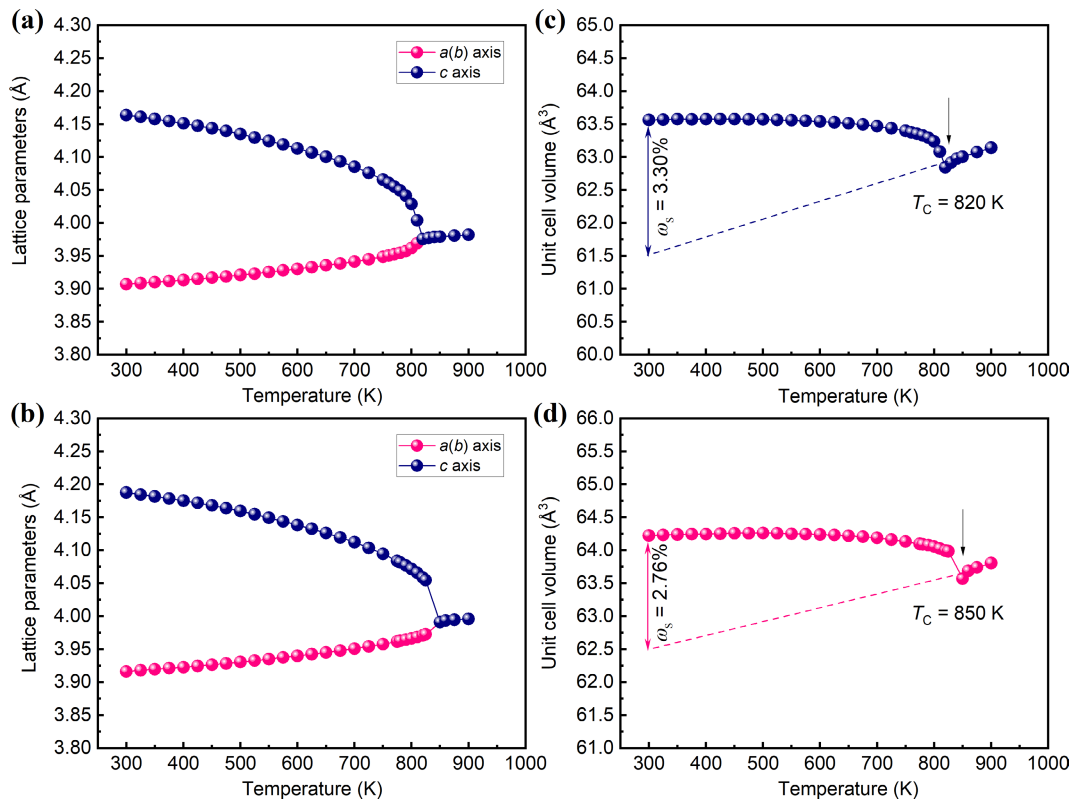 (a)
4.30
4.25
4.20
4.15
4.10
4.05
4.00
3.95
3.90
3.85
3.80
Lattice parameters (Å)
a(b) axis
c axis
300 400 500 600 700 800 900 1000
Temperature (K)
(c)
65.0
64.5
64.0
63.5
63.0
62.5
62.0
61.5
61.0
60.5
60.0
Unit cell volume (Å³)
ωs = 3.30%
TC = 820 K
300 400 500 600 700 800 900 1000
Temperature (K)
(b)
4.30
4.25
4.20
4.15
4.10
4.05
4.00
3.95
3.90
3.85
3.80
Lattice parameters (Å)
a(b) axis
c axis
300 400 500 600 700 800 900 1000
Temperature (K)
(d)
66.0
65.5
65.0
64.5
64.0
63.5
63.0
62.5
62.0
61.5
61.0
Unit cell volume (Å³)
ωs = 2.76%
TC = 850 K
300 400 500 600 700 800 900 1000
Temperature (K)